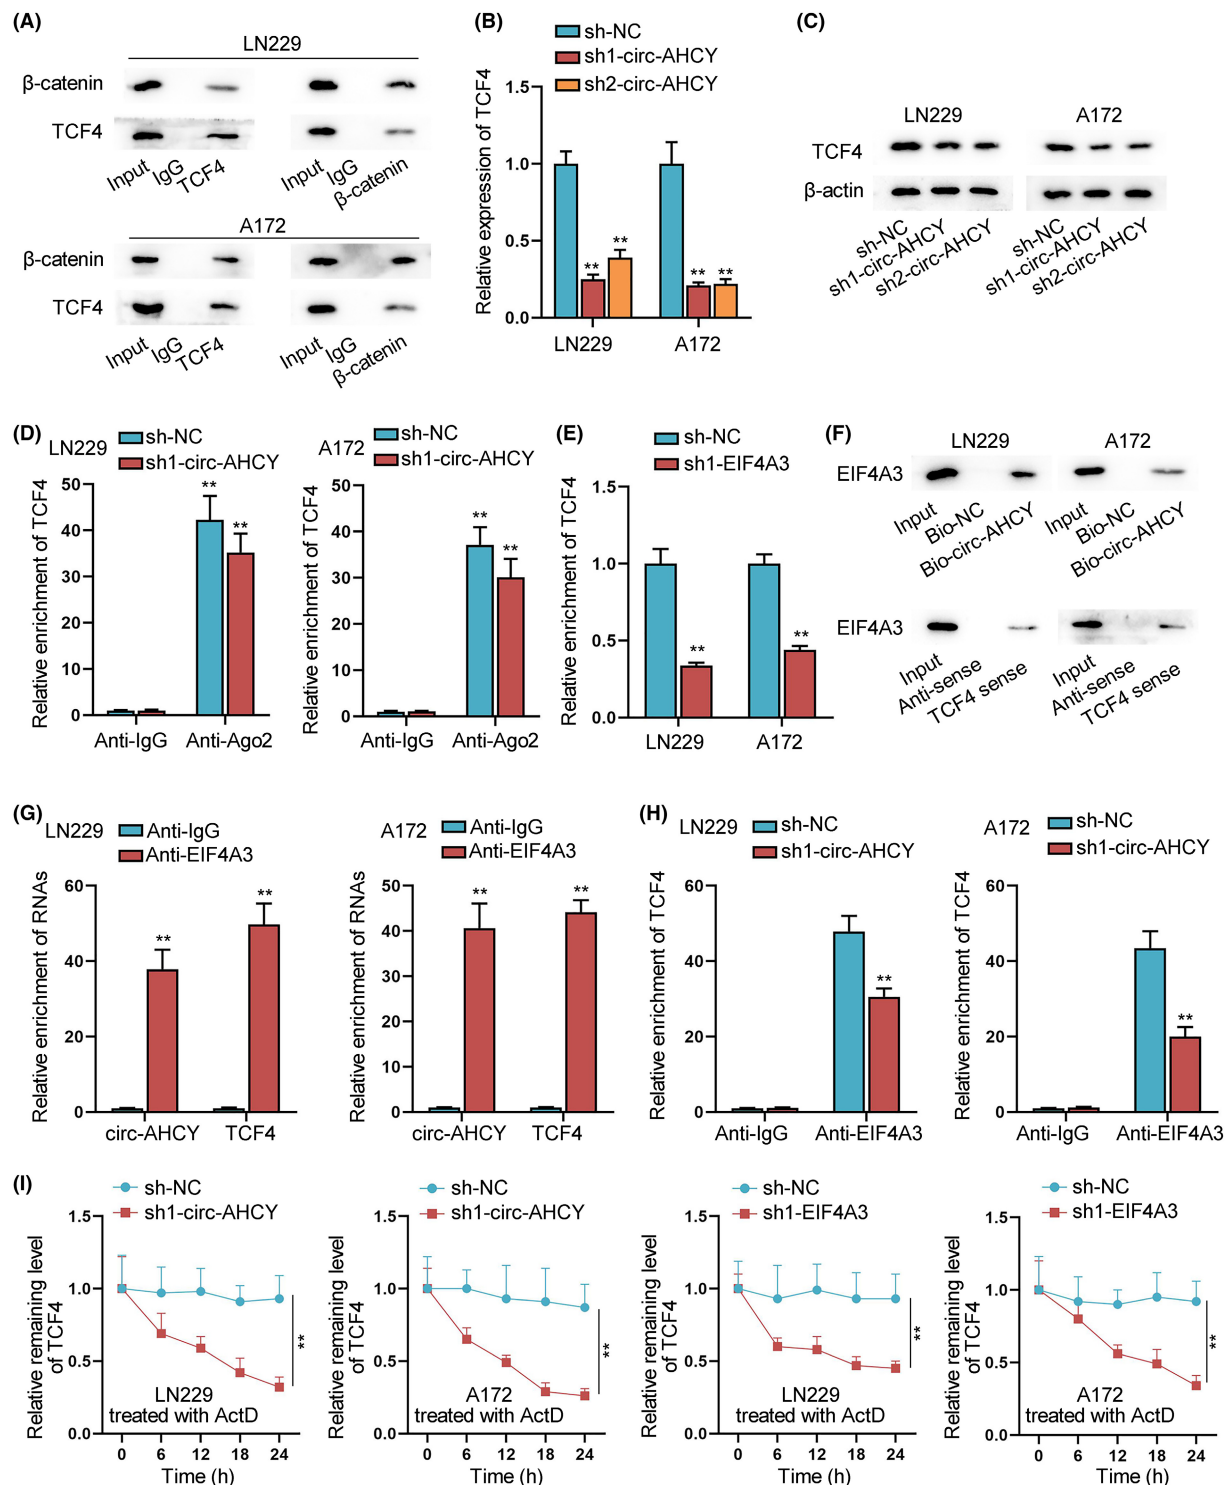 (A)
LN229
β-catenin
TCF4
Input
IgG
TCF4
Input
IgG
β-catenin
A172
β-catenin
TCF4
Input
IgG
TCF4
Input
IgG
β-catenin
(B)
sh-NC
sh1-circ-AHCY
sh2-circ-AHCY
Relative expression of TCF4
1.5
1.0
0.5
0.0
** ** ** **
LN229 A172
(C)
LN229 A172
TCF4
β-actin
sh-NC
sh1-circ-AHCY
sh2-circ-AHCY
sh-NC
sh1-circ-AHCY
sh2-circ-AHCY
(D)
LN229
sh-NC
sh1-circ-AHCY
Relative enrichment of TCF4
50
40
30
20
10
0
** **
Anti-IgG Anti-Ago2
A172
sh-NC
sh1-circ-AHCY
Relative enrichment of TCF4
50
40
30
20
10
0
** **
Anti-IgG Anti-Ago2
(E)
sh-NC
sh1-EIF4A3
Relative enrichment of TCF4
1.5
1.0
0.5
0.0
** **
LN229 A172
(F)
LN229 A172
EIF4A3
Input
Bio-NC
Bio-circ-AHCY
Input
Bio-NC
Bio-circ-AHCY
EIF4A3
Input
Anti-sense
TCF4 sense
Input
Anti-sense
TCF4 sense
(G)
LN229
Anti-IgG
Anti-EIF4A3
Relative enrichment of RNAs
60
40
20
0
** **
circ-AHCY TCF4
A172
Anti-IgG
Anti-EIF4A3
Relative enrichment of RNAs
50
40
30
20
10
0
** **
circ-AHCY TCF4
(H)
LN229
sh-NC
sh1-circ-AHCY
Relative enrichment of TCF4
60
40
20
0
**
Anti-IgG Anti-EIF4A3
A172
sh-NC
sh1-circ-AHCY
Relative enrichment of TCF4
60
40
20
0
**
Anti-IgG Anti-EIF4A3
(I)
sh-NC
sh1-circ-AHCY
Relative remaining level
of TCF4
1.5
1.0
0.5
0.0
**
LN229
treated with ActD
0 6 12 18 24
Time (h)
sh-NC
sh1-circ-AHCY
Relative remaining level
of TCF4
1.5
1.0
0.5
0.0
**
A172
treated with ActD
0 6 12 18 24
Time (h)
sh-NC
sh1-EIF4A3
Relative remaining level
of TCF4
1.5
1.0
0.5
0.0
**
LN229
treated with ActD
0 6 12 18 24
Time (h)
sh-NC
sh1-EIF4A3
Relative remaining level
of TCF4
1.5
1.0
0.5
0.0
**
A172
treated with ActD
0 6 12 18 24
Time (h)